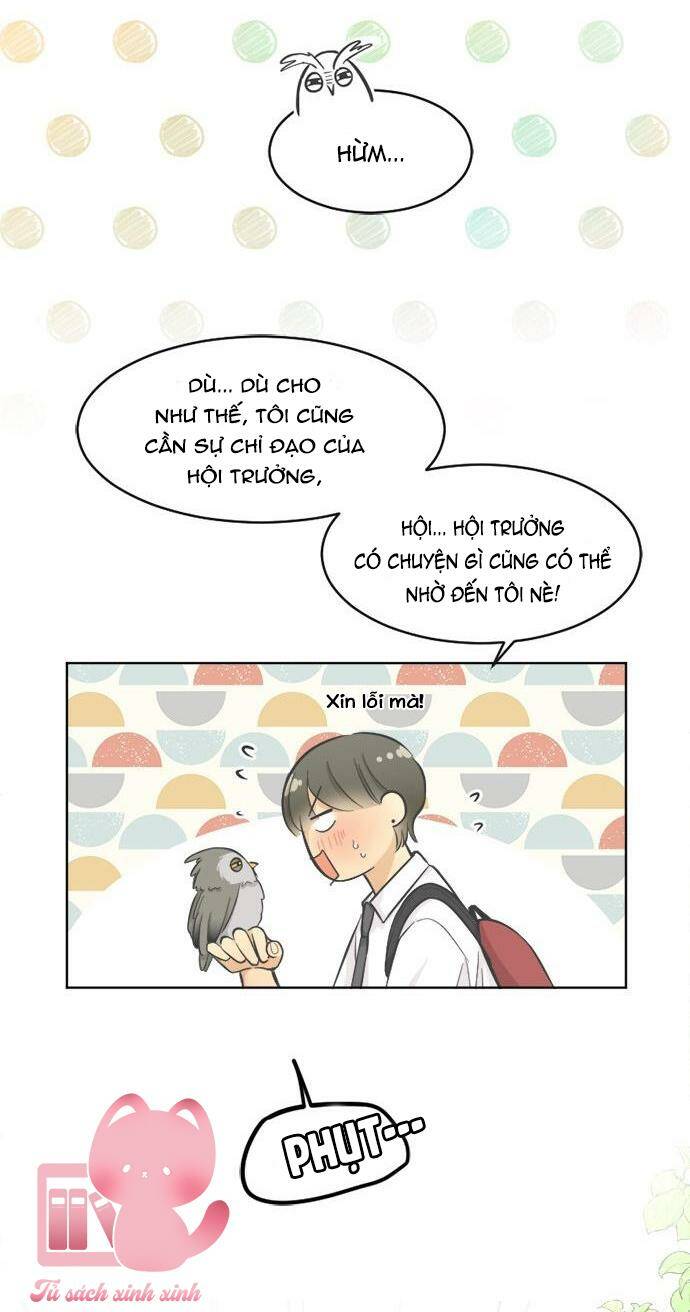 HỪM...
DÙ... DÙ CHO
NHƯ THẾ, TÔI CŨNG
CẦN SỰ CHỈ ĐẠO CỦA
HỘI TRƯỞNG,
HỘI... HỘI TRƯỞNG
CÓ CHUYỆN GÌ CŨNG CÓ THỂ
NHỜ ĐẾN TÔI NÈ!
Xin lỗi mà!
PHỤT...
Tủ sách xinh xinh